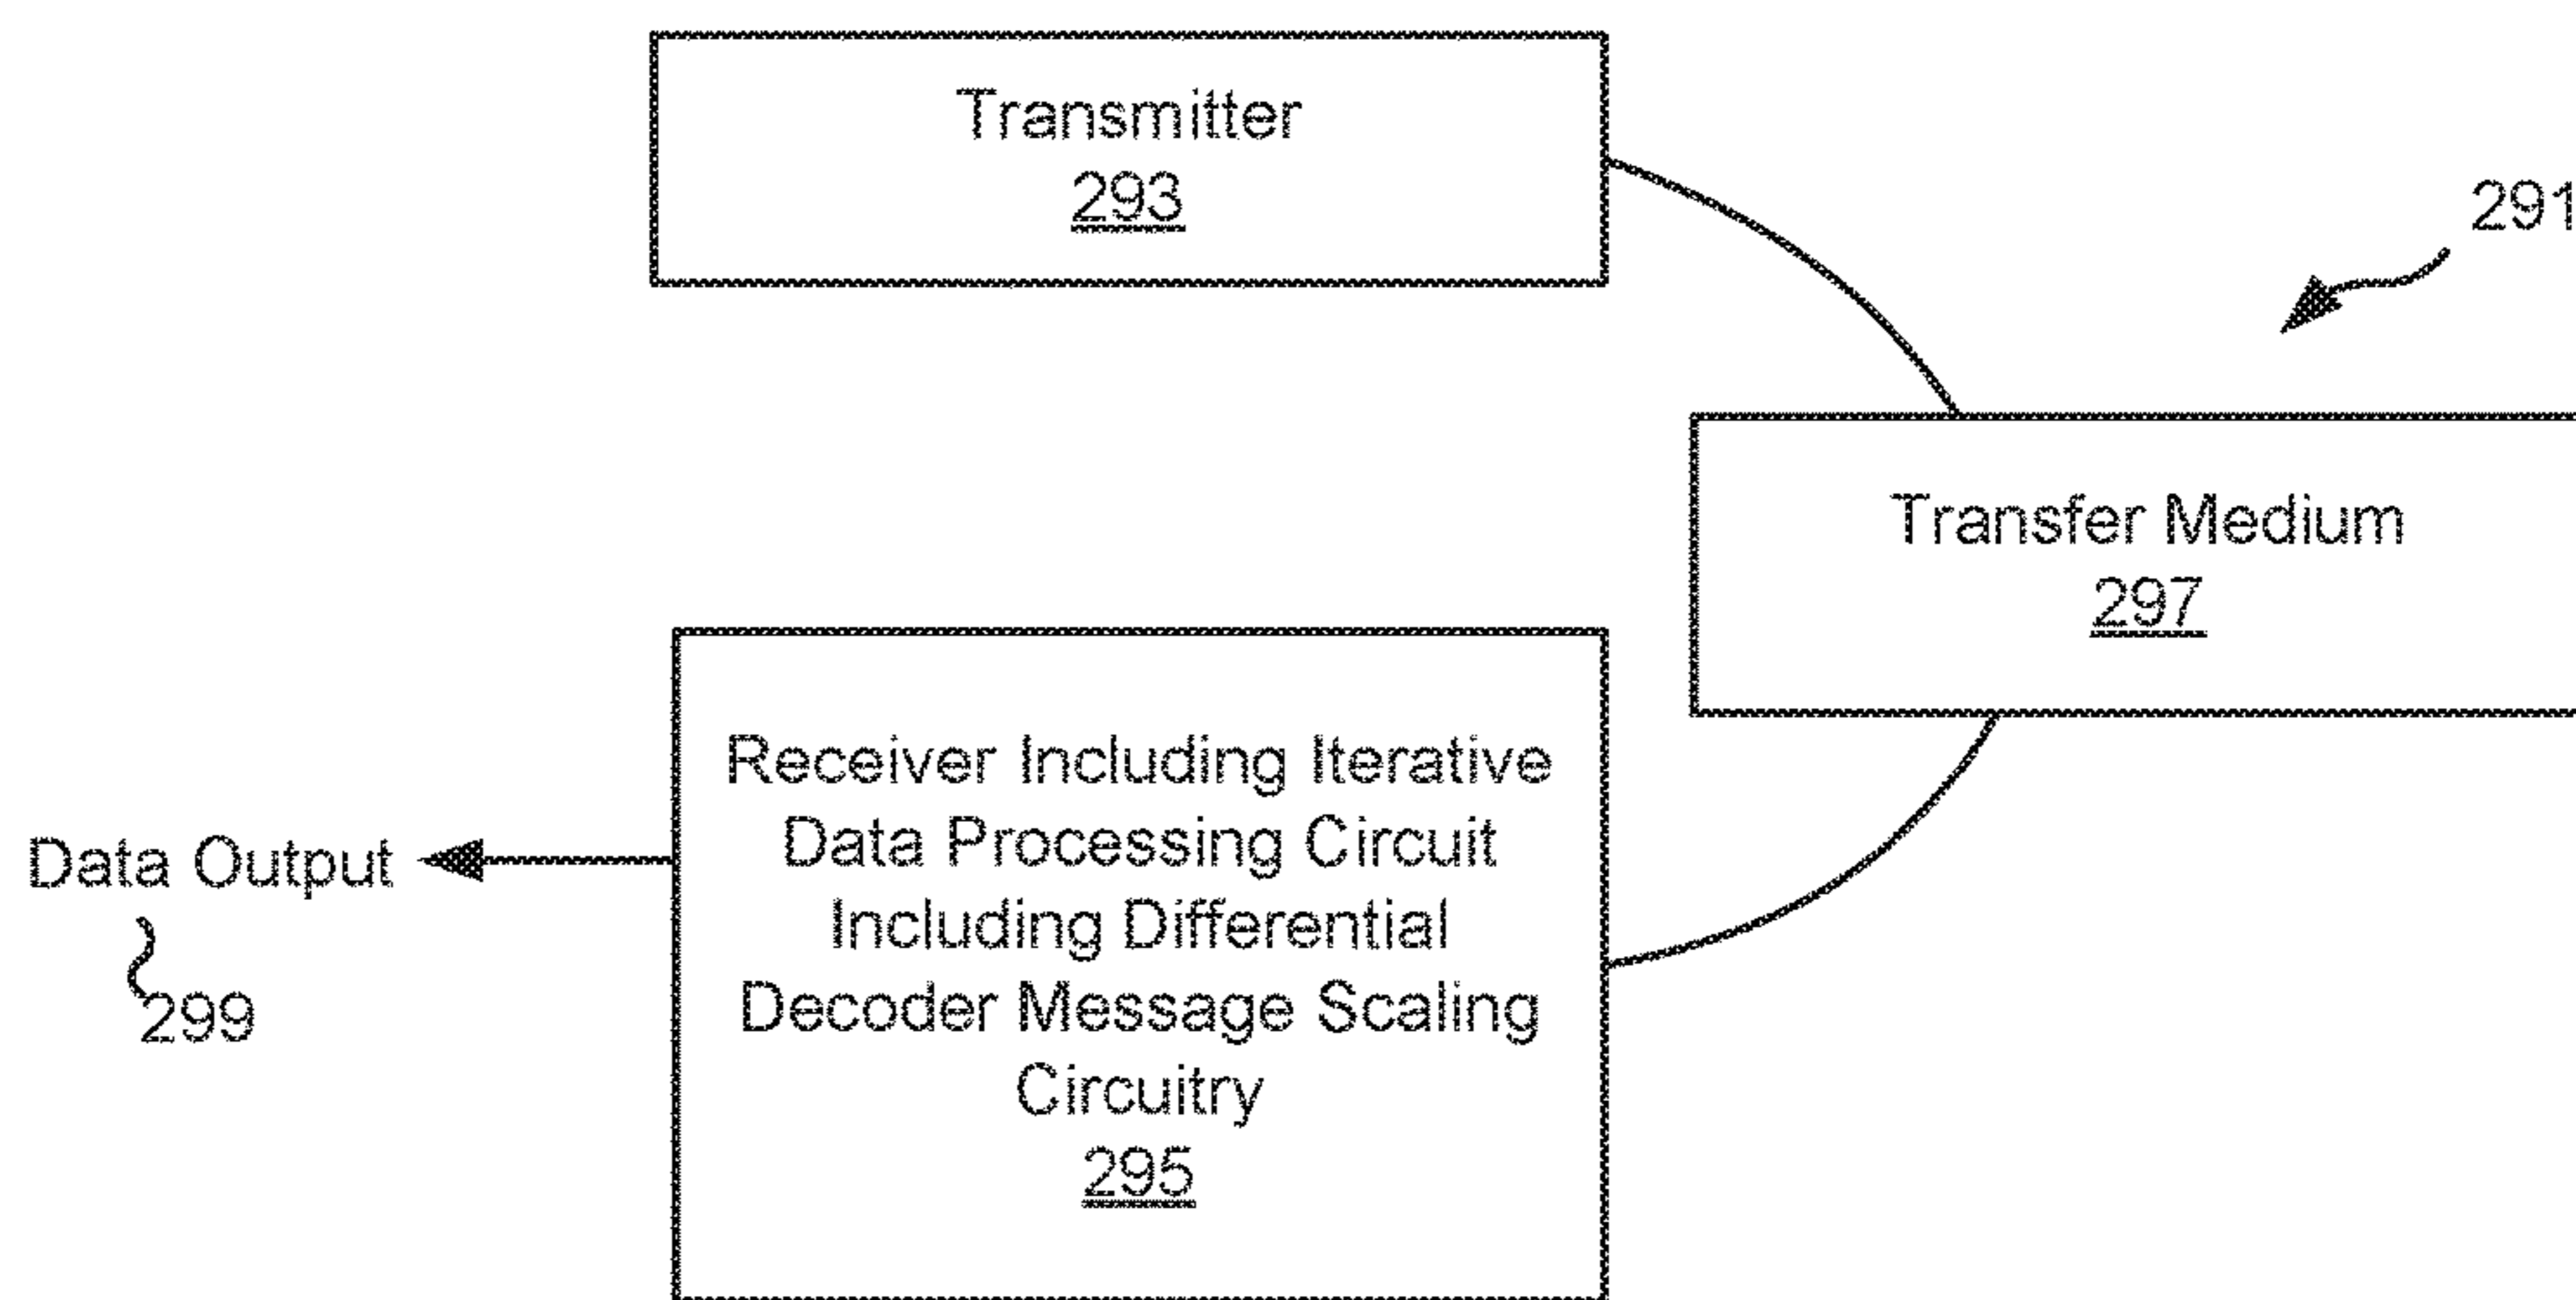 Transmitter
293
291
Transfer Medium
297
Receiver Including Iterative
Data Processing Circuit
Including Differential
Decoder Message Scaling
Circuitry
295
Data Output
299